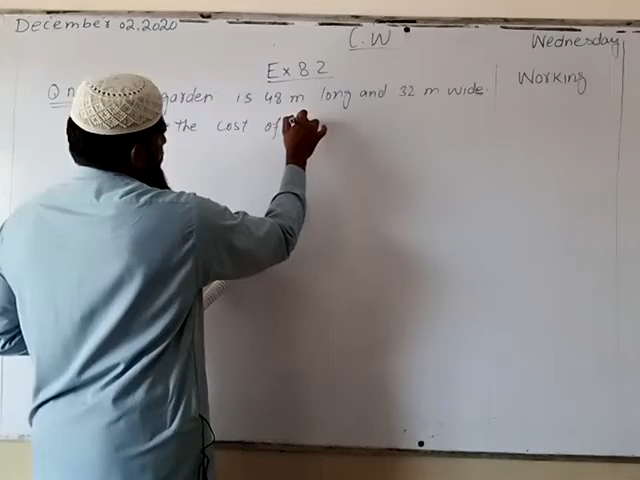 December 02.2020
C.W
Wednesday
Ex 8 2
Q n garden is 48 m long and 32 m wide.
Working
the cost of